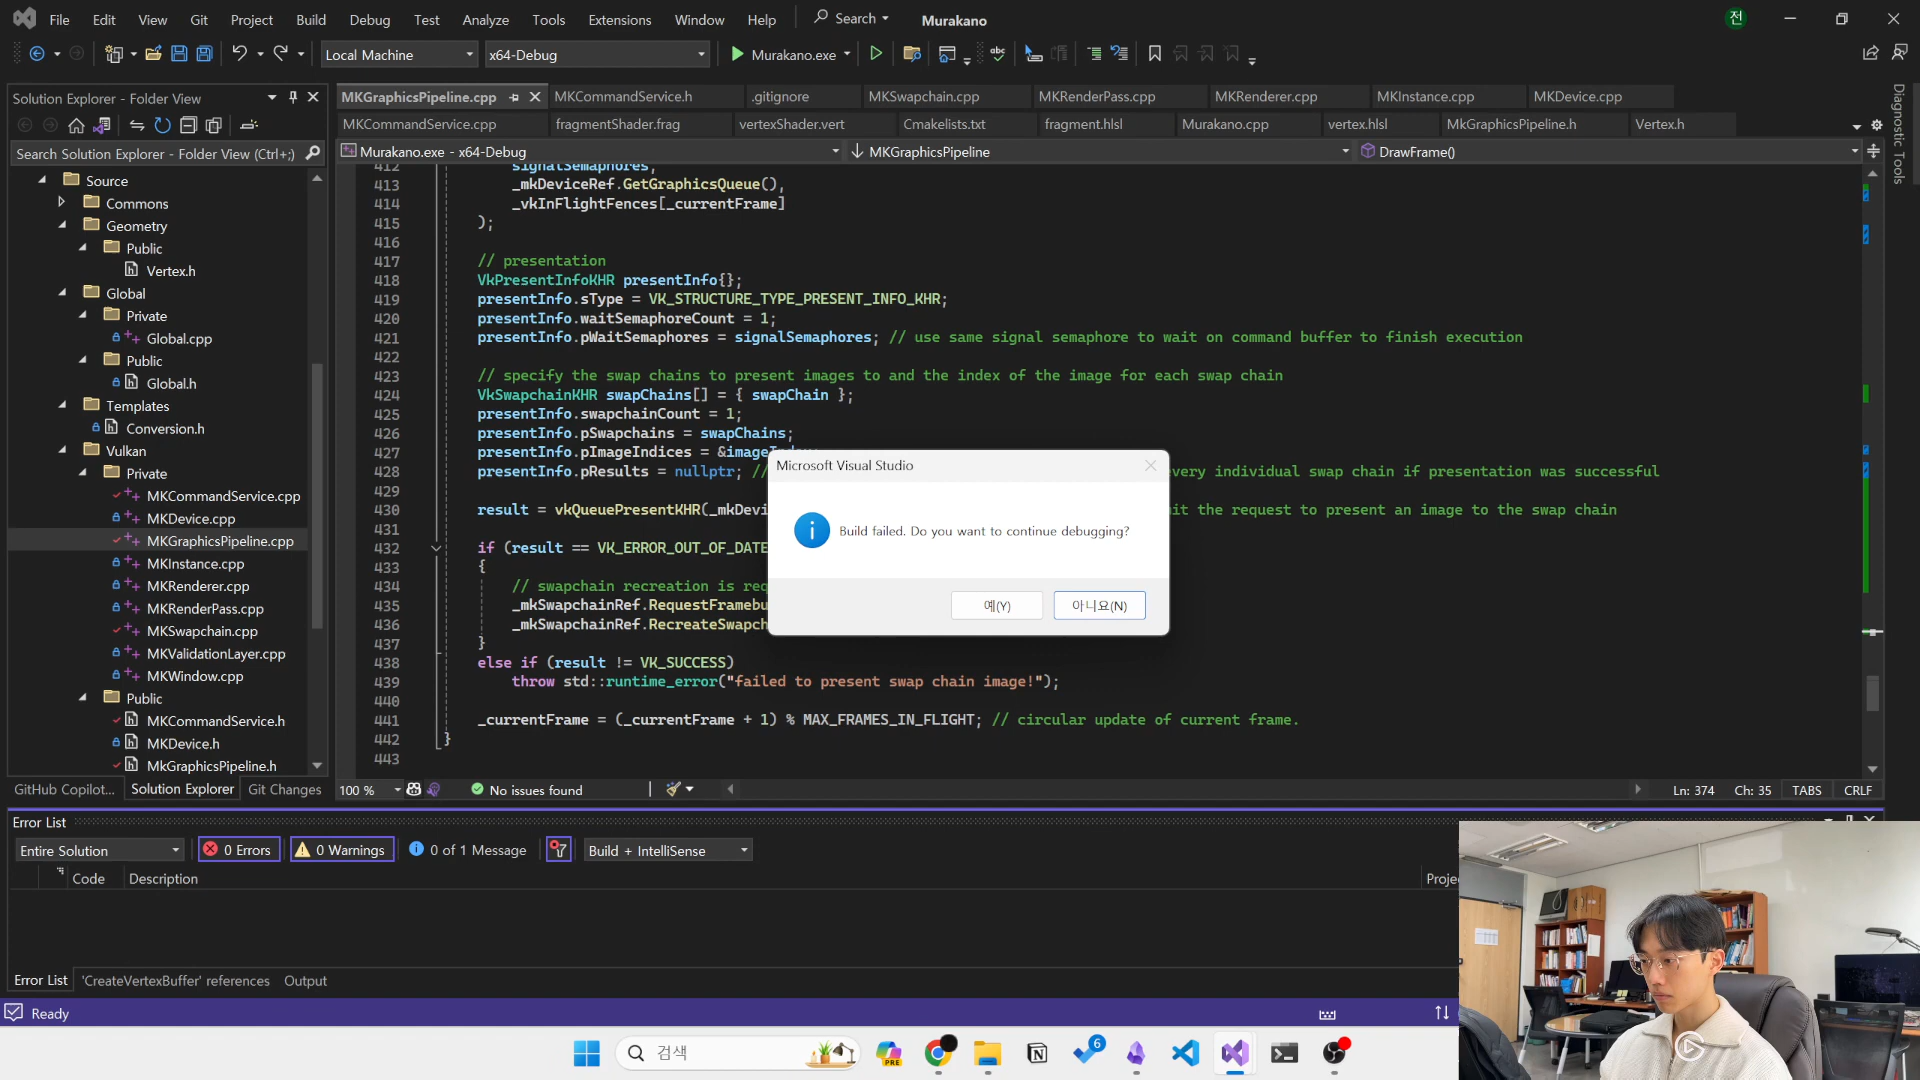 File Edit View Git Project Build Debug Test Analyze Tools Extensions Window Help Search Murakano 전
Local Machine x64-Debug Murakano.exe abc
Solution Explorer - Folder View
MKGraphicsPipeline.cpp MKCommandService.h .gitignore MKSwapchain.cpp MKRenderPass.cpp MKRenderer.cpp MKInstance.cpp MKDevice.cpp
MKCommandService.cpp fragmentShader.frag vertexShader.vert Cmakelists.txt fragment.hlsl Murakano.cpp vertex.hlsl MkGraphicsPipeline.h Vertex.h
Diagnostic Tools
Search Solution Explorer - Folder View (Ctrl+;)
Murakano.exe - x64-Debug MKGraphicsPipeline DrawFrame()
Source
Commons
Geometry
Public
Vertex.h
Global
Private
Global.cpp
Public
Global.h
Templates
Conversion.h
Vulkan
Private
MKCommandService.cpp
MKDevice.cpp
MKGraphicsPipeline.cpp
MKInstance.cpp
MKRenderer.cpp
MKRenderPass.cpp
MKSwapchain.cpp
MKValidationLayer.cpp
MKWindow.cpp
Public
MKCommandService.h
MKDevice.h
MkGraphicsPipeline.h
412 signalSemaphores,
413 _mkDeviceRef.GetGraphicsQueue(),
414 _vkInFlightFences[_currentFrame]
415 );
416
417 // presentation
418 VkPresentInfoKHR presentInfo{};
419 presentInfo.sType = VK_STRUCTURE_TYPE_PRESENT_INFO_KHR;
420 presentInfo.waitSemaphoreCount = 1;
421 presentInfo.pWaitSemaphores = signalSemaphores; // use same signal semaphore to wait on command buffer to finish execution
422
423 // specify the swap chains to present images to and the index of the image for each swap chain
424 VkSwapchainKHR swapChains[] = { swapChain };
425 presentInfo.swapchainCount = 1;
426 presentInfo.pSwapchains = swapChains;
427 presentInfo.pImageIndices = &imageIndex;
428 presentInfo.pResults = nullptr; // every individual swap chain if presentation was successful
429
430 result = vkQueuePresentKHR(_mkDevi it the request to present an image to the swap chain
431
432 if (result == VK_ERROR_OUT_OF_DATE
433 {
434 // swapchain recreation is req
435 _mkSwapchainRef.RequestFramebu
436 _mkSwapchainRef.RecreateSwapch
437 }
438 else if (result != VK_SUCCESS)
439 throw std::runtime_error("failed to present swap chain image!");
440
441 _currentFrame = (_currentFrame + 1) % MAX_FRAMES_IN_FLIGHT; // circular update of current frame.
442 }
443
Microsoft Visual Studio
Build failed. Do you want to continue debugging?
예(Y) 아니요(N)
GitHub Copilot... Solution Explorer Git Changes
100 % No issues found Ln: 374 Ch: 35 TABS CRLF
Error List
Entire Solution 0 Errors 0 Warnings 0 of 1 Message Build + IntelliSense
Code Description Proje
Error List 'CreateVertexBuffer' references Output
Ready
검색 PRE 6